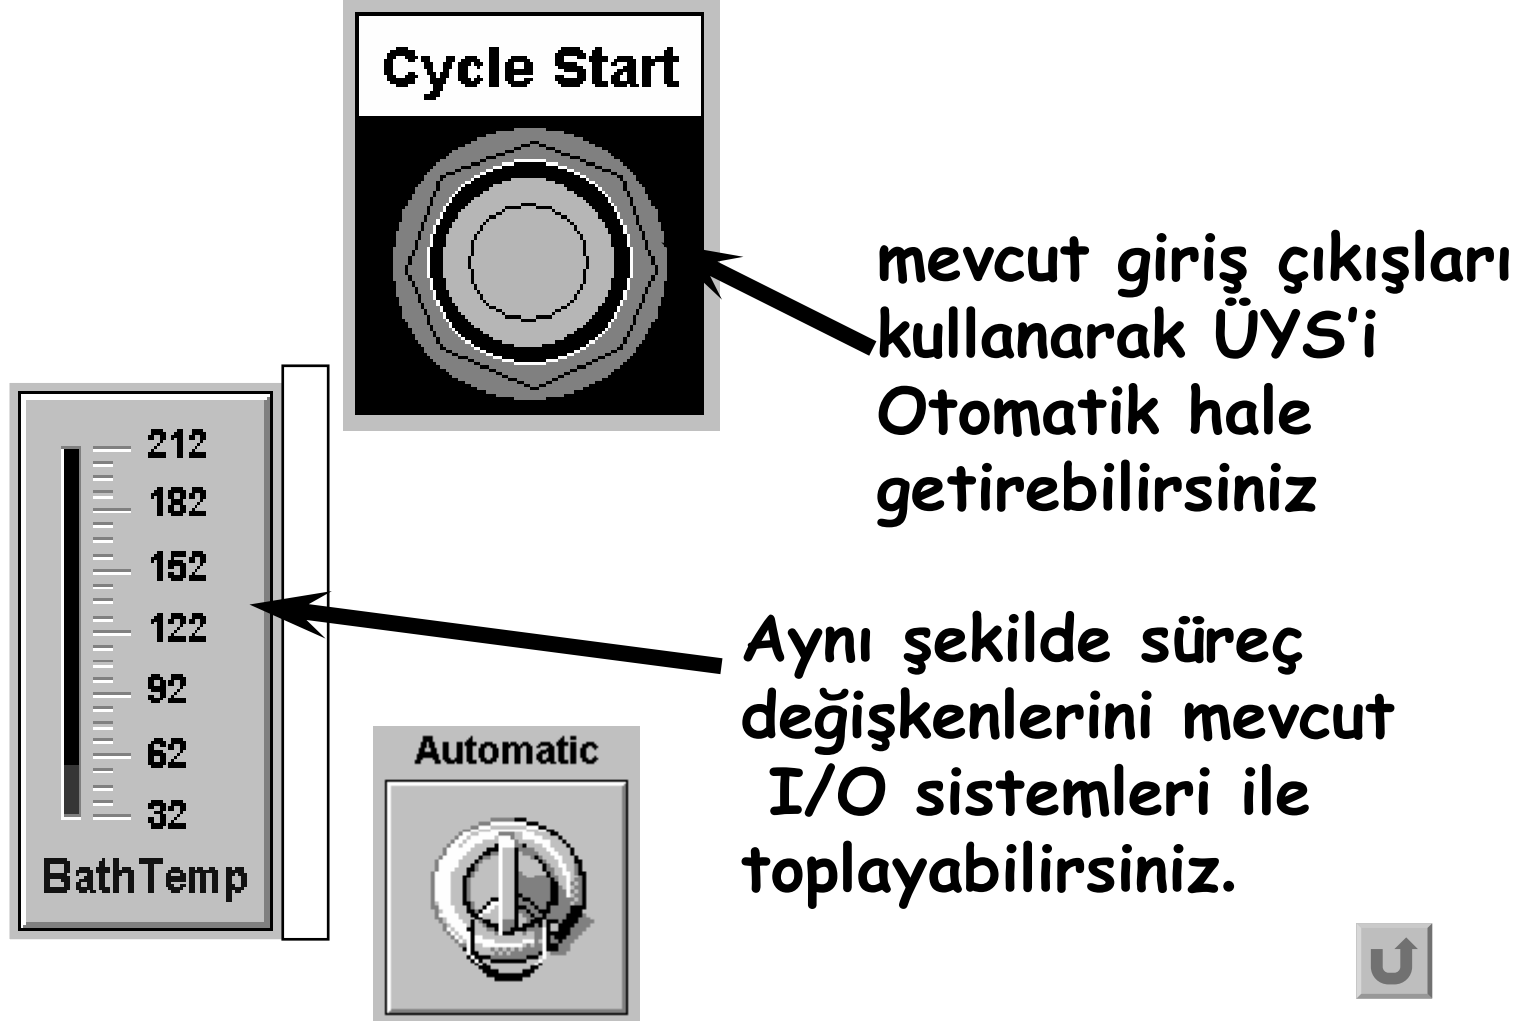 Cycle Start
mevcut giriş çıkışları
kullanarak ÜYS'i
Otomatik hale
getirebilirsiniz
212
182
152
122
92
62
32
BathTemp
Aynı şekilde süreç
değişkenlerini mevcut
I/O sistemleri ile
toplayabilirsiniz.
Automatic